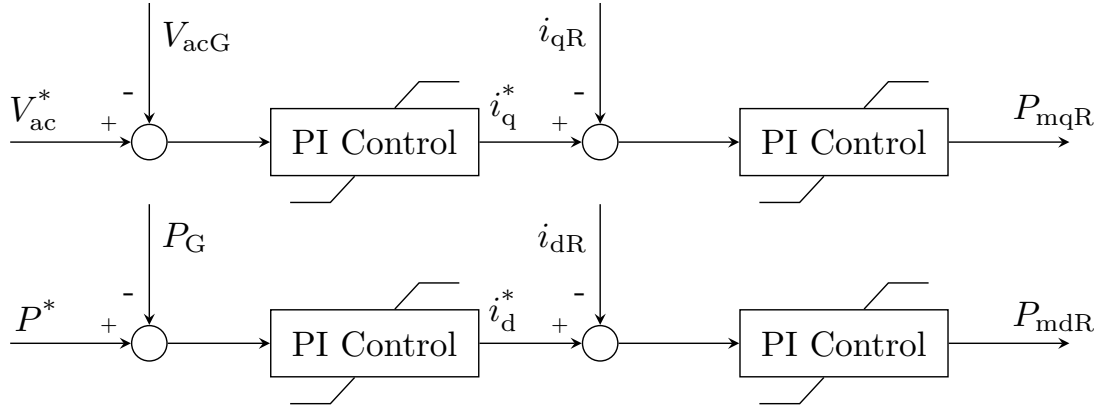 V_acG i_qR
- -
V*_ac + i*_q + P_mqR
PI Control PI Control
P_G i_dR
- -
P* + i*_d + P_mdR
PI Control PI Control